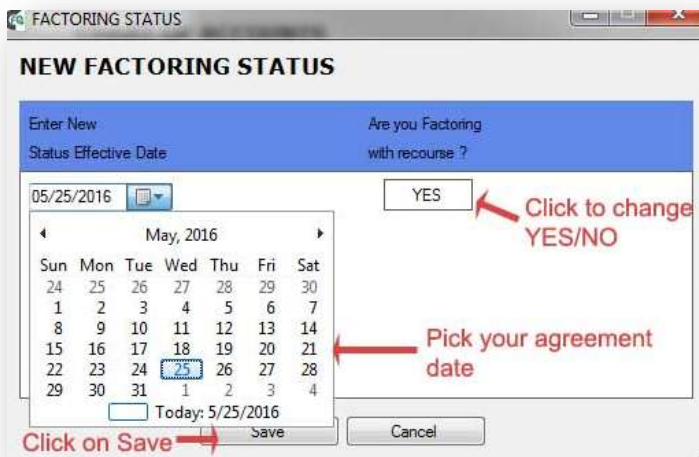 FACTORING STATUS
NEW FACTORING STATUS
Enter New
Status Effective Date
Are you Factoring
with recourse ?
05/25/2016
YES
Click to change
YES/NO
May, 2016
Sun Mon Tue Wed Thu Fri Sat
24 25 26 27 28 29 30
1 2 3 4 5 6 7
8 9 10 11 12 13 14
15 16 17 18 19 20 21
22 23 24 25 26 27 28
29 30 31 1 2 3 4
Today: 5/25/2016
Pick your agreement
date
Click on Save
Save
Cancel